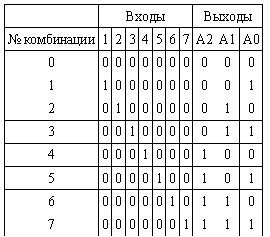 Входы Выходы
№ комбинации 1 2 3 4 5 6 7 A2 A1 A0
0 0 0 0 0 0 0 0 0 0 0
1 1 0 0 0 0 0 0 0 0 1
2 0 1 0 0 0 0 0 0 1 0
3 0 0 1 0 0 0 0 0 1 1
4 0 0 0 1 0 0 0 1 0 0
5 0 0 0 0 1 0 0 1 0 1
6 0 0 0 0 0 1 0 1 1 0
7 0 0 0 0 0 0 1 1 1 1